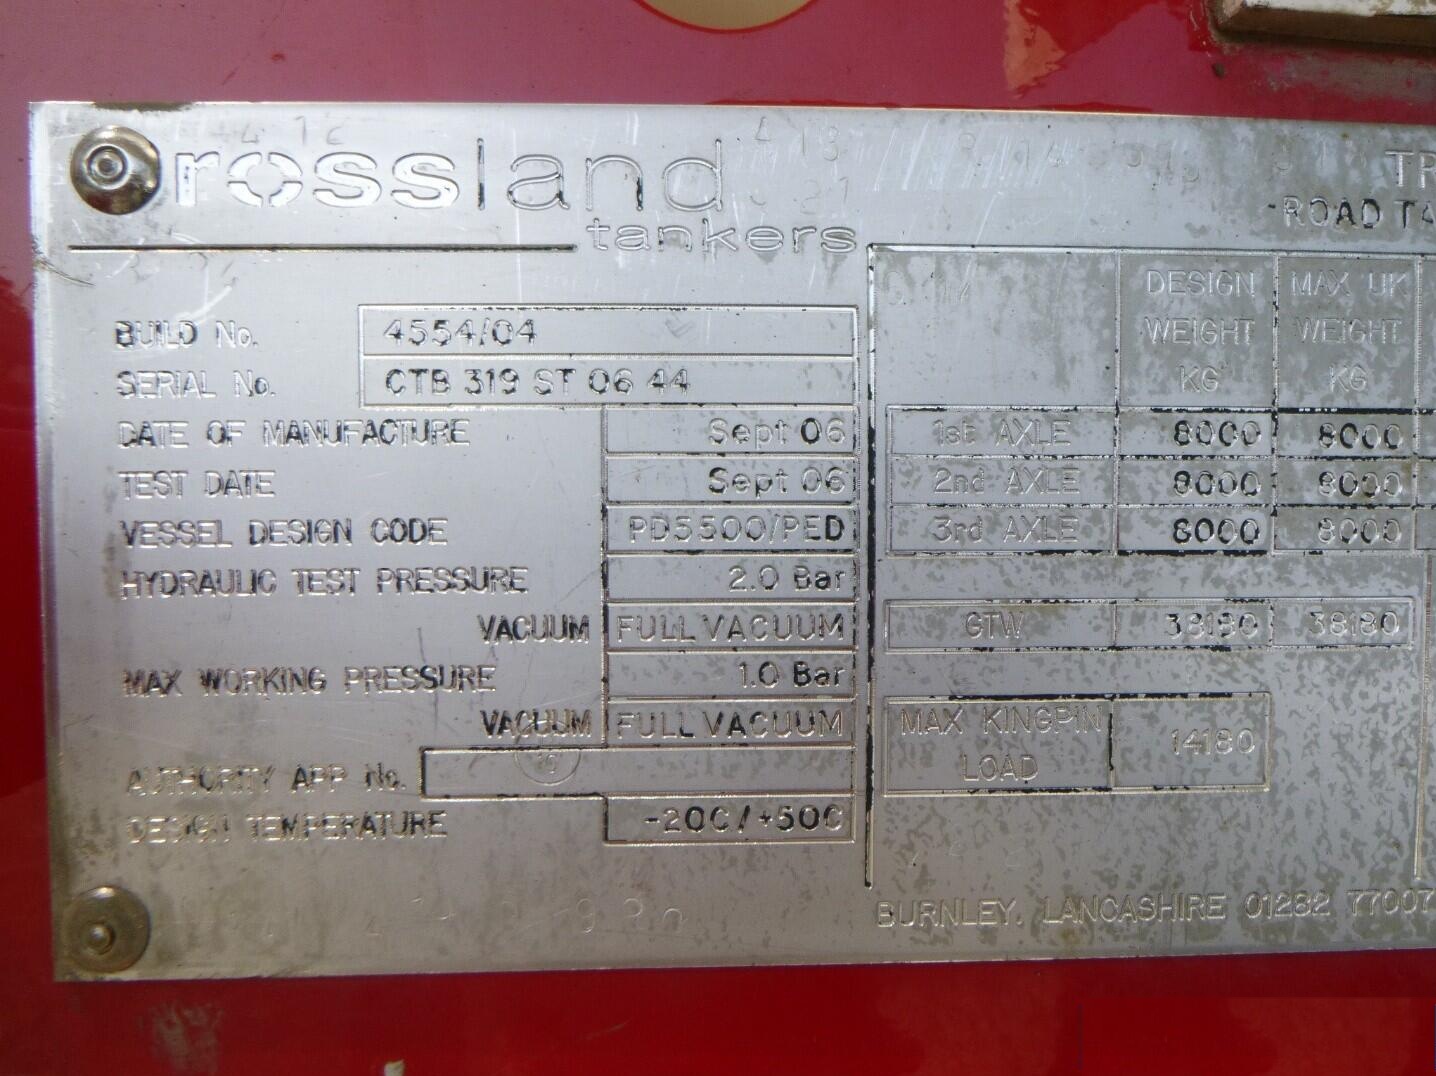 rossland
tankers
ROAD
BUILD No. 4554/04
SERIAL No. CTB 319 ST 06 44
DATE OF MANUFACTURE Sept 06
TEST DATE Sept 06
VESSEL DESIGN CODE PD5500/PED
HYDRAULIC TEST PRESSURE 2.0 Bar
VACUUM FULL VACUUM
MAX WORKING PRESSURE 1.0 Bar
VACUUM FULL VACUUM
AUTHORITY APP No.
DESIGN TEMPERATURE -20C/+50C
DESIGN WEIGHT KG MAX UK WEIGHT KG
1st AXLE 8000 8000
2nd AXLE 8000 8000
3rd AXLE 8000 8000
GTW 38180 38180
MAX KINGPIN LOAD 14180
BURNLEY. LANCASHIRE 01282